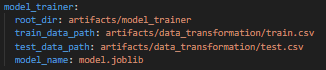 model_trainer:
  root_dir: artifacts/model_trainer
  train_data_path: artifacts/data_transformation/train.csv
  test_data_path: artifacts/data_transformation/test.csv
  model_name: model.joblib